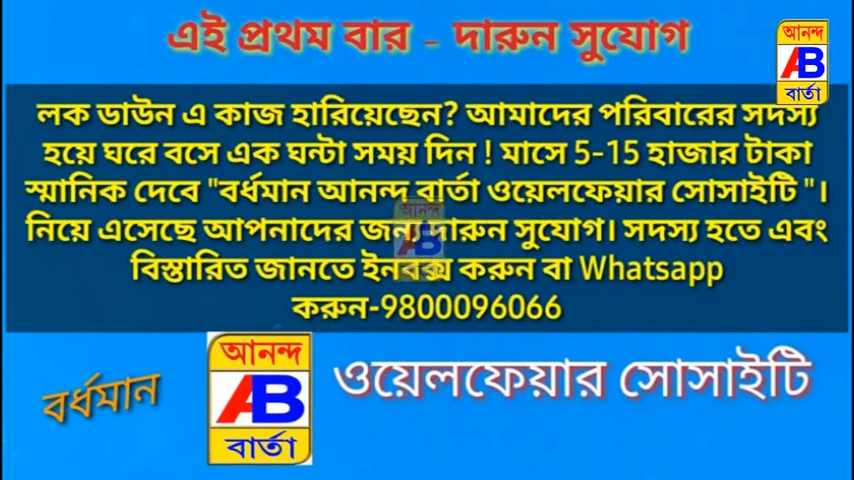 এই প্রথম বার - দারুন সুযোগ
আনন্দ
AB
বার্তা
লক ডাউন এ কাজ হারিয়েছেন? আমাদের পরিবারের সদস্য
হয়ে ঘরে বসে এক ঘন্টা সময় দিন ! মাসে 5-15 হাজার টাকা
স্মানিক দেবে "বর্ধমান আনন্দ বার্তা ওয়েলফেয়ার সোসাইটি "।
নিয়ে এসেছে আপনাদের জন্য দারুন সুযোগ। সদস্য হতে এবং
বিস্তারিত জানতে ইনবক্স করুন বা Whatsapp
করুন-9800096066
আনন্দ
AB
বর্ধমান
আনন্দ
AB
বার্তা
ওয়েলফেয়ার সোসাইটি